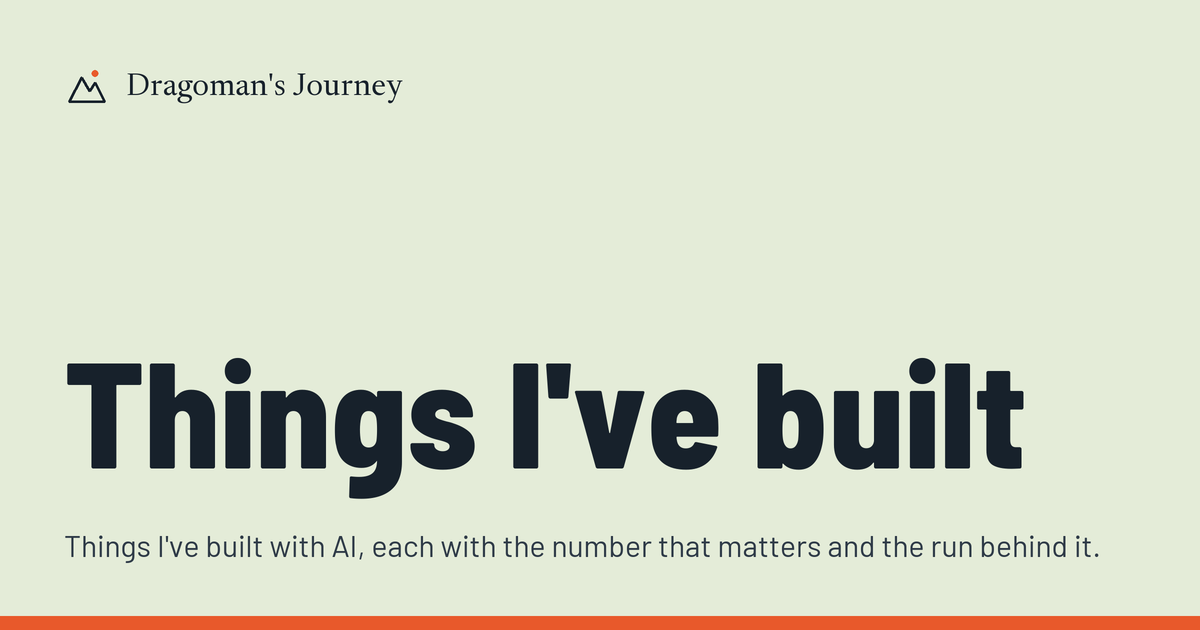 Dragoman's Journey
Things I've built
Things I've built with AI, each with the number that matters and the run behind it.